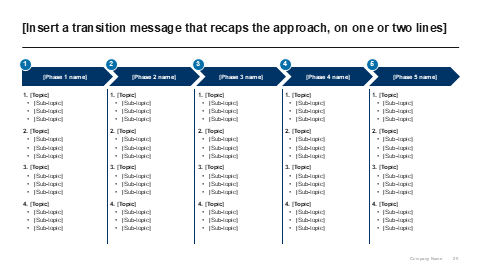 [Insert a transition message that recaps the approach, on one or two lines]
1
[Phase 1 name]
2
[Phase 2 name]
3
[Phase 3 name]
4
[Phase 4 name]
5
[Phase 5 name]
1. [Topic]
• [Sub-topic]
• [Sub-topic]
• [Sub-topic]
2. [Topic]
• [Sub-topic]
• [Sub-topic]
• [Sub-topic]
3. [Topic]
• [Sub-topic]
• [Sub-topic]
• [Sub-topic]
4. [Topic]
• [Sub-topic]
• [Sub-topic]
• [Sub-topic]
1. [Topic]
• [Sub-topic]
• [Sub-topic]
• [Sub-topic]
2. [Topic]
• [Sub-topic]
• [Sub-topic]
• [Sub-topic]
3. [Topic]
• [Sub-topic]
• [Sub-topic]
• [Sub-topic]
4. [Topic]
• [Sub-topic]
• [Sub-topic]
• [Sub-topic]
1. [Topic]
• [Sub-topic]
• [Sub-topic]
• [Sub-topic]
2. [Topic]
• [Sub-topic]
• [Sub-topic]
• [Sub-topic]
3. [Topic]
• [Sub-topic]
• [Sub-topic]
• [Sub-topic]
4. [Topic]
• [Sub-topic]
• [Sub-topic]
• [Sub-topic]
1. [Topic]
• [Sub-topic]
• [Sub-topic]
• [Sub-topic]
2. [Topic]
• [Sub-topic]
• [Sub-topic]
• [Sub-topic]
3. [Topic]
• [Sub-topic]
• [Sub-topic]
• [Sub-topic]
4. [Topic]
• [Sub-topic]
• [Sub-topic]
• [Sub-topic]
1. [Topic]
• [Sub-topic]
• [Sub-topic]
• [Sub-topic]
2. [Topic]
• [Sub-topic]
• [Sub-topic]
• [Sub-topic]
3. [Topic]
• [Sub-topic]
• [Sub-topic]
• [Sub-topic]
4. [Topic]
• [Sub-topic]
• [Sub-topic]
• [Sub-topic]
Company Name